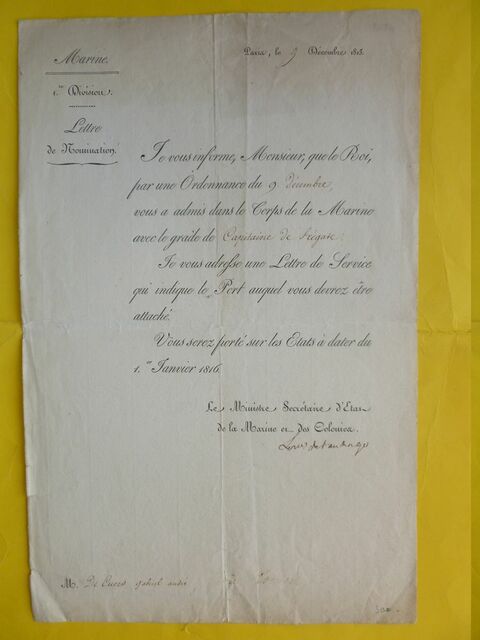 Marine.
Paris, le 9 Décembre 1815.
1.re Division.
Lettre
de Nomination.
Je vous informe, Monsieur, que le Roi,
par une Ordonnance du 9 décembre,
vous a admis dans le Corps de la Marine
avec le grade de Capitaine de frégate.
Je vous adresse une Lettre de Service
qui indique le Port auquel vous devrez être
attaché.
Vous serez porté sur les Etats à dater du
1.er Janvier 1816.
Le Ministre Secrétaire d'Etat
de la Marine et des Colonies.
M. De Cuers gabriel andré